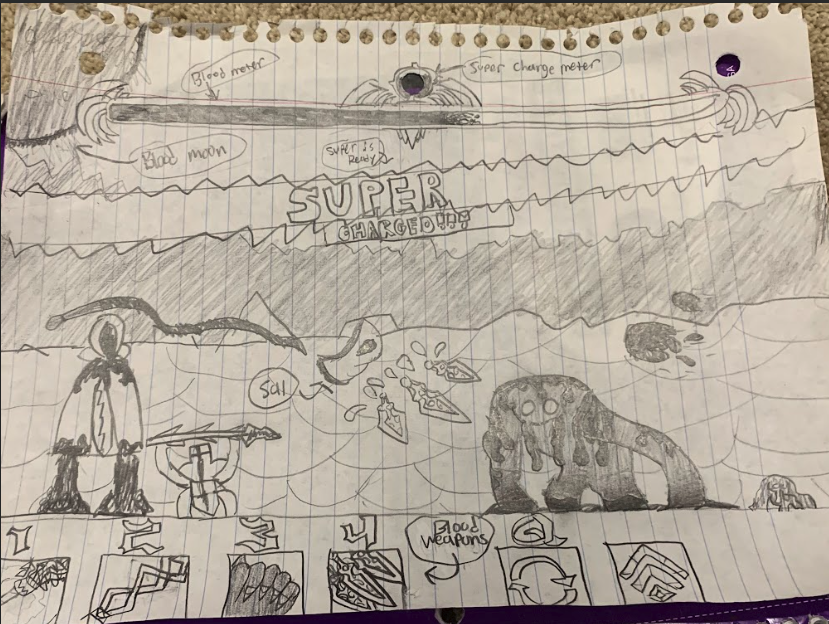 Blood meter
Super charge meter
Blood moon
Super is
Ready
SUPER
CHARGED!!!
Sal
1
2
3
4
Blood
Weapons
Q